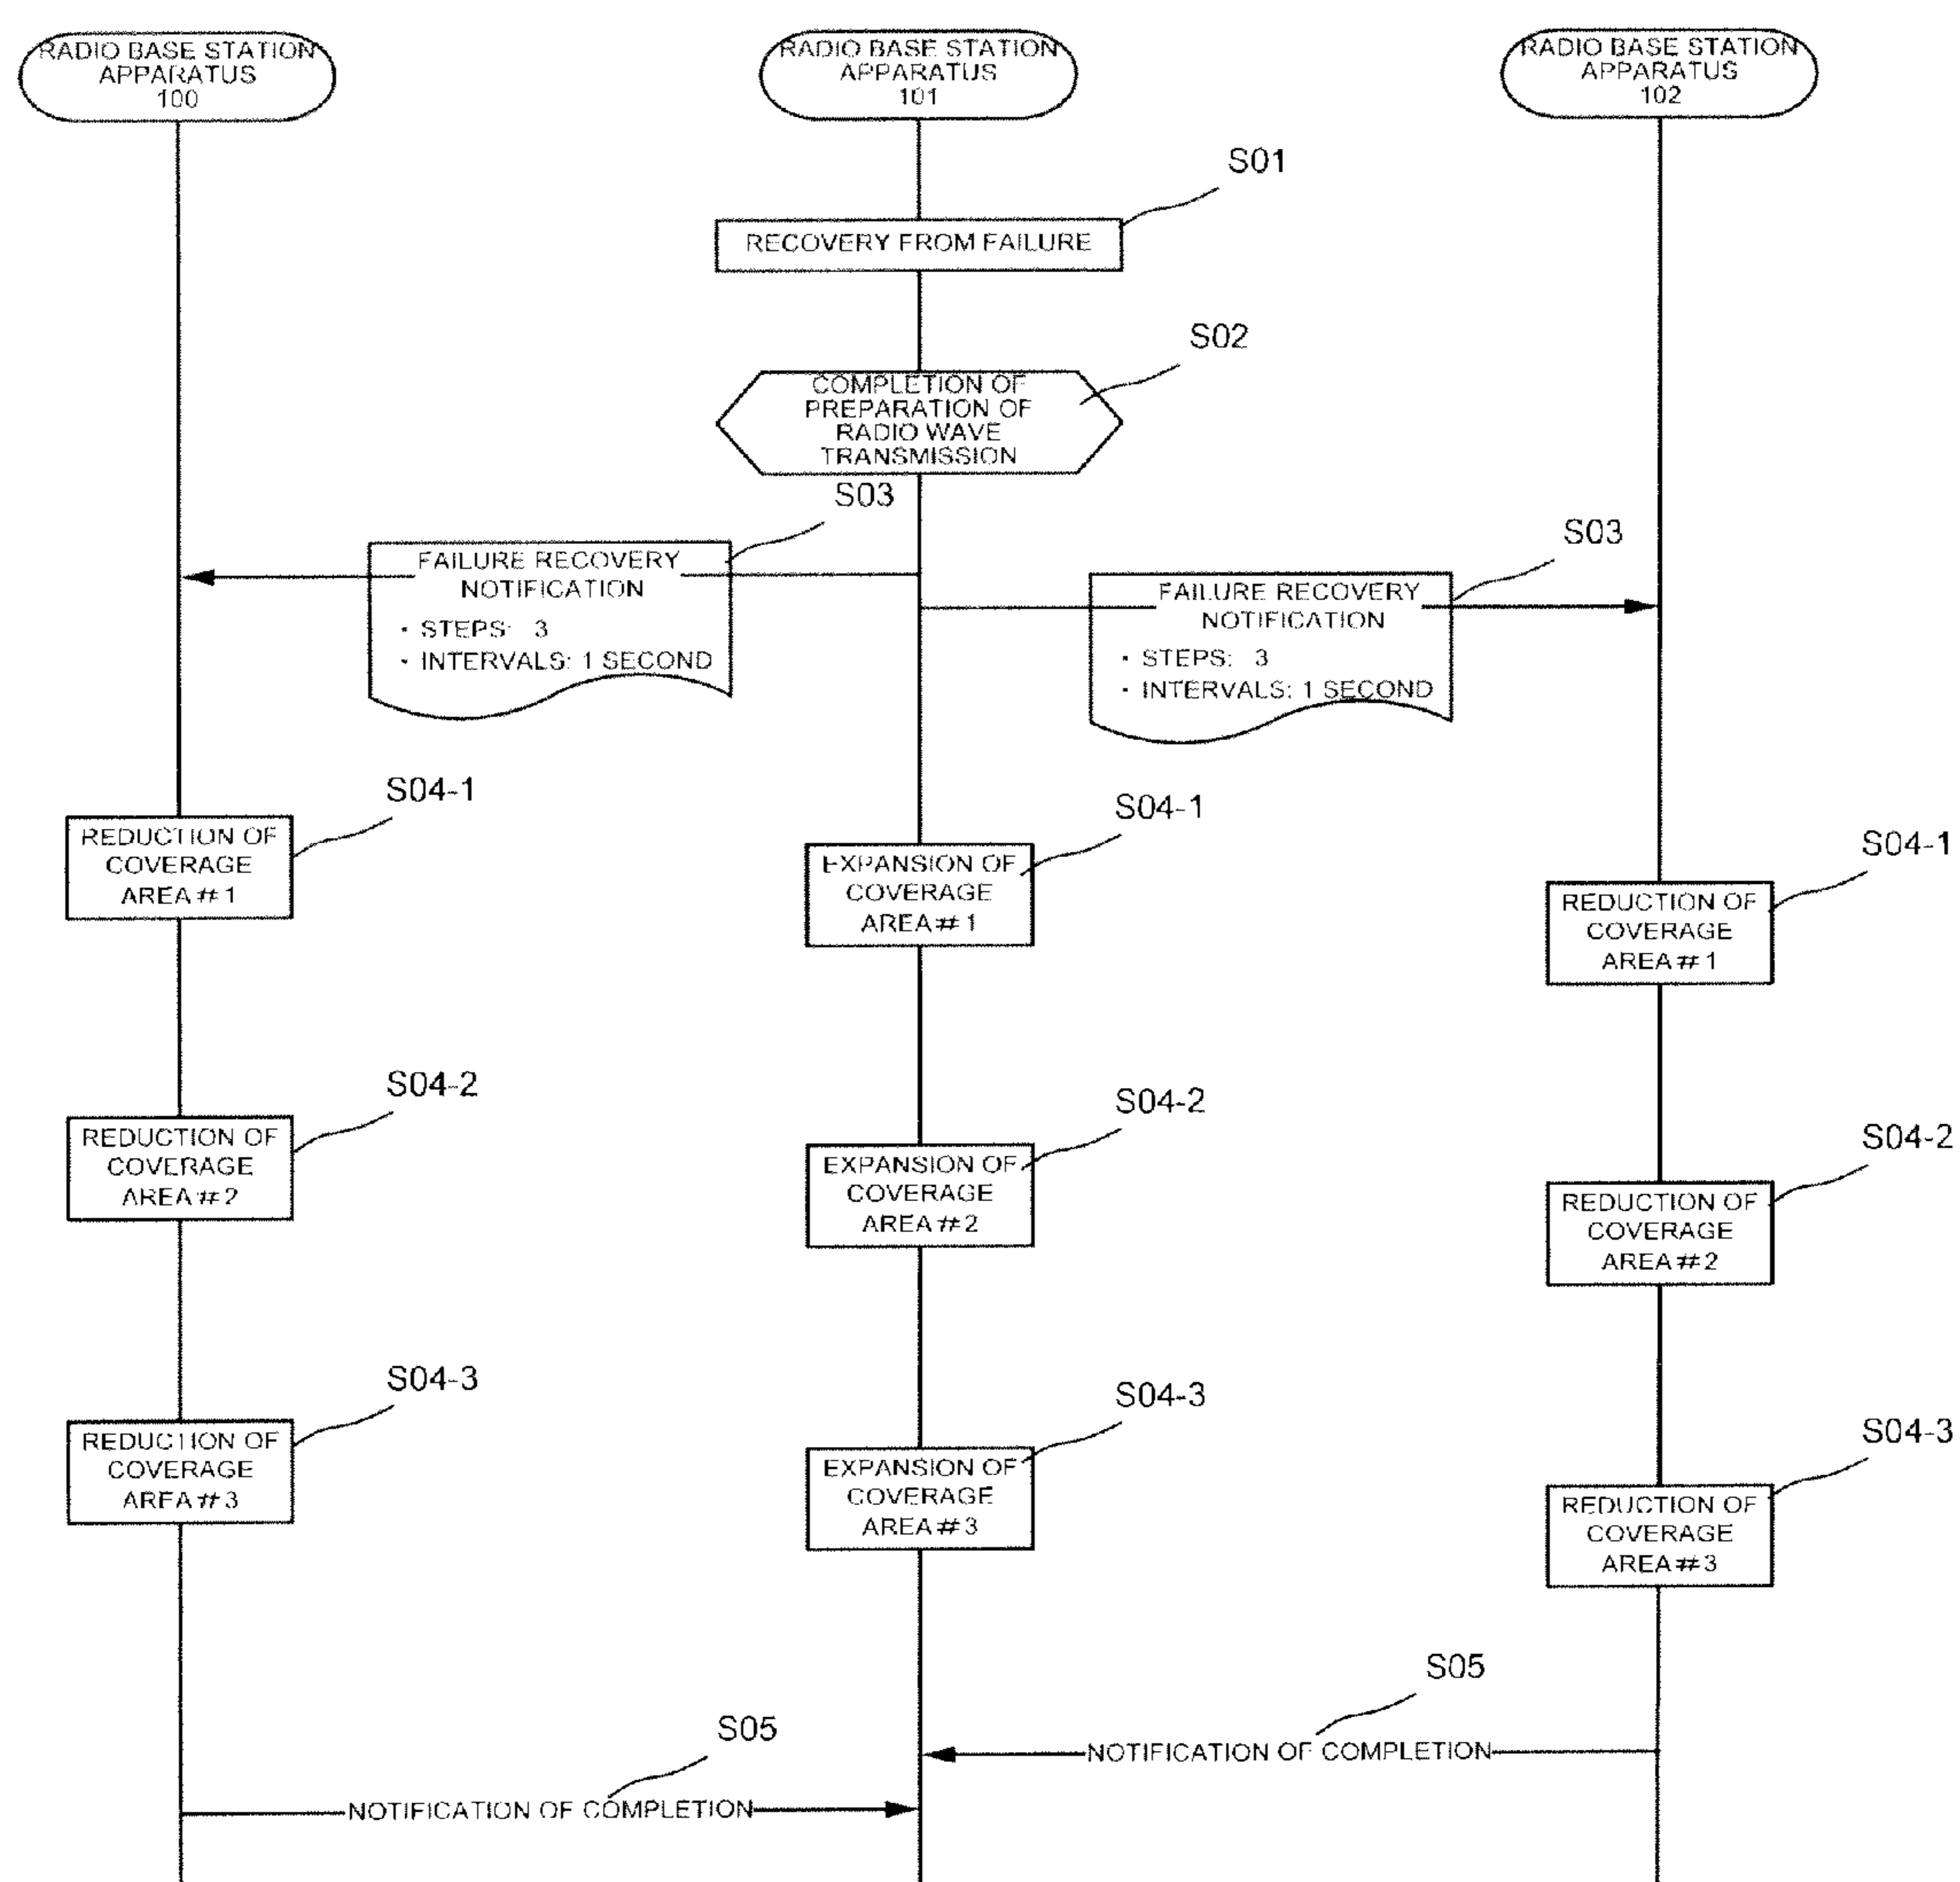 RADIO BASE STATION
APPARATUS
100
RADIO BASE STATION
APPARATUS
101
RADIO BASE STATION
APPARATUS
102
S01
RECOVERY FROM FAILURE
S02
COMPLETION OF
PREPARATION OF
RADIO WAVE
TRANSMISSION
S03
FAILURE RECOVERY
NOTIFICATION
· STEPS: 3
· INTERVALS: 1 SECOND
S03
FAILURE RECOVERY
NOTIFICATION
· STEPS: 3
· INTERVALS: 1 SECOND
S04-1
REDUCTION OF
COVERAGE
AREA #1
S04-1
EXPANSION OF
COVERAGE
AREA #1
S04-1
REDUCTION OF
COVERAGE
AREA #1
S04-2
REDUCTION OF
COVERAGE
AREA #2
S04-2
EXPANSION OF
COVERAGE
AREA #2
S04-2
REDUCTION OF
COVERAGE
AREA #2
S04-3
REDUCTION OF
COVERAGE
AREA #3
S04-3
EXPANSION OF
COVERAGE
AREA #3
S04-3
REDUCTION OF
COVERAGE
AREA #3
S05
NOTIFICATION OF COMPLETION
S05
NOTIFICATION OF COMPLETION